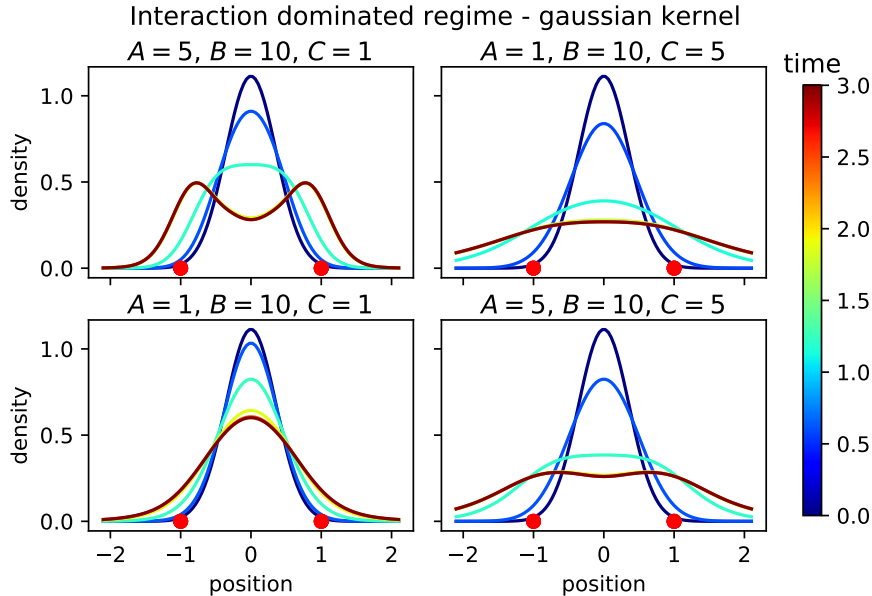 Interaction dominated regime - gaussian kernel
A = 5, B = 10, C = 1
A = 1, B = 10, C = 5
time
density
1.0
0.5
0.0
3.0
2.5
2.0
1.5
1.0
0.5
0.0
A = 1, B = 10, C = 1
A = 5, B = 10, C = 5
density
1.0
0.5
0.0
−2 −1 0 1 2
−2 −1 0 1 2
position
position